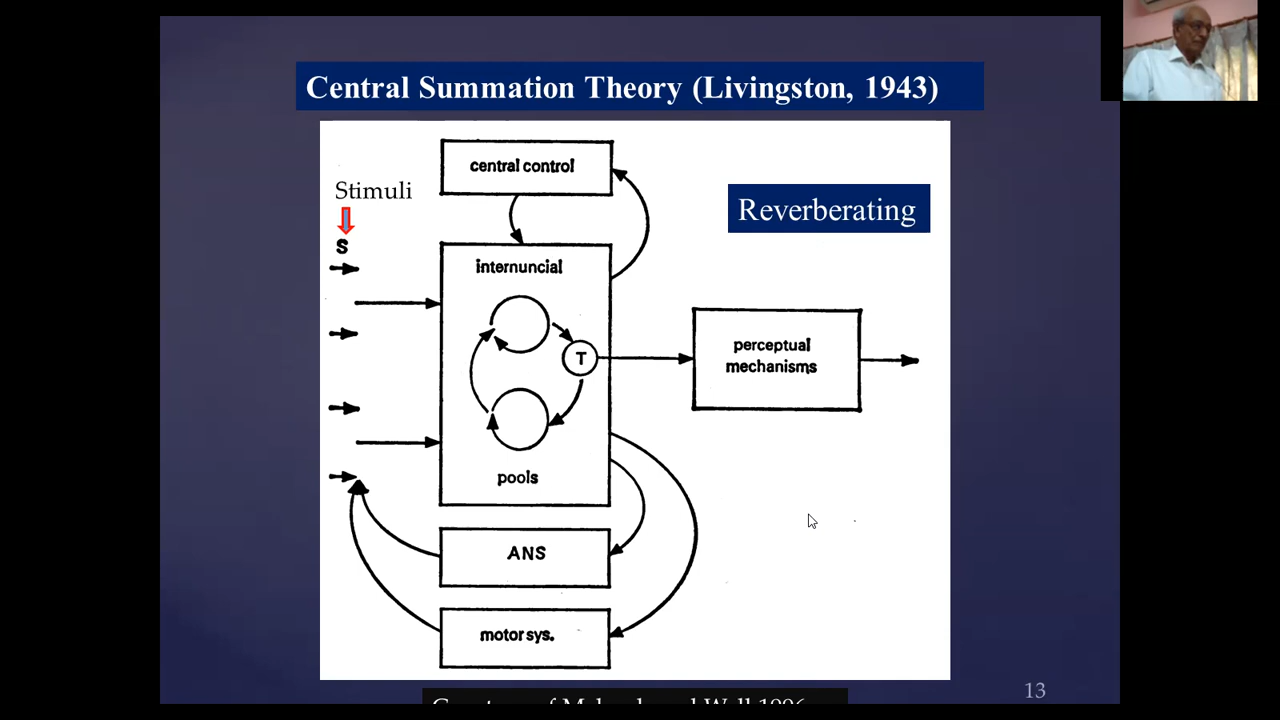 Central Summation Theory (Livingston, 1943)
central control
Stimuli
Reverberating
S
internuncial
T
perceptual
mechanisms
pools
ANS
motor sys.
13